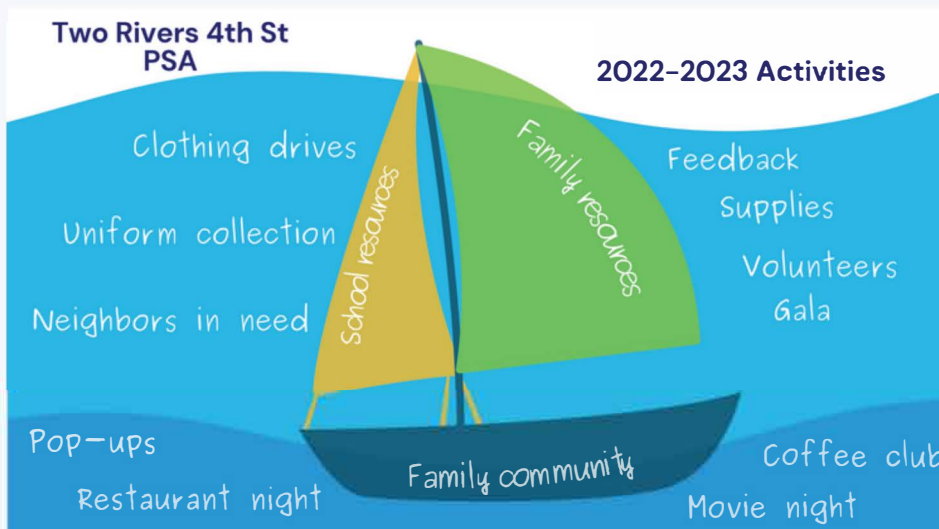 Two Rivers 4th St
PSA
2022–2023 Activities
Clothing drives
Uniform collection
Neighbors in need
School resources
Family resources
Feedback
Supplies
Volunteers
Gala
Pop-ups
Restaurant night
Family community
Coffee club
Movie night